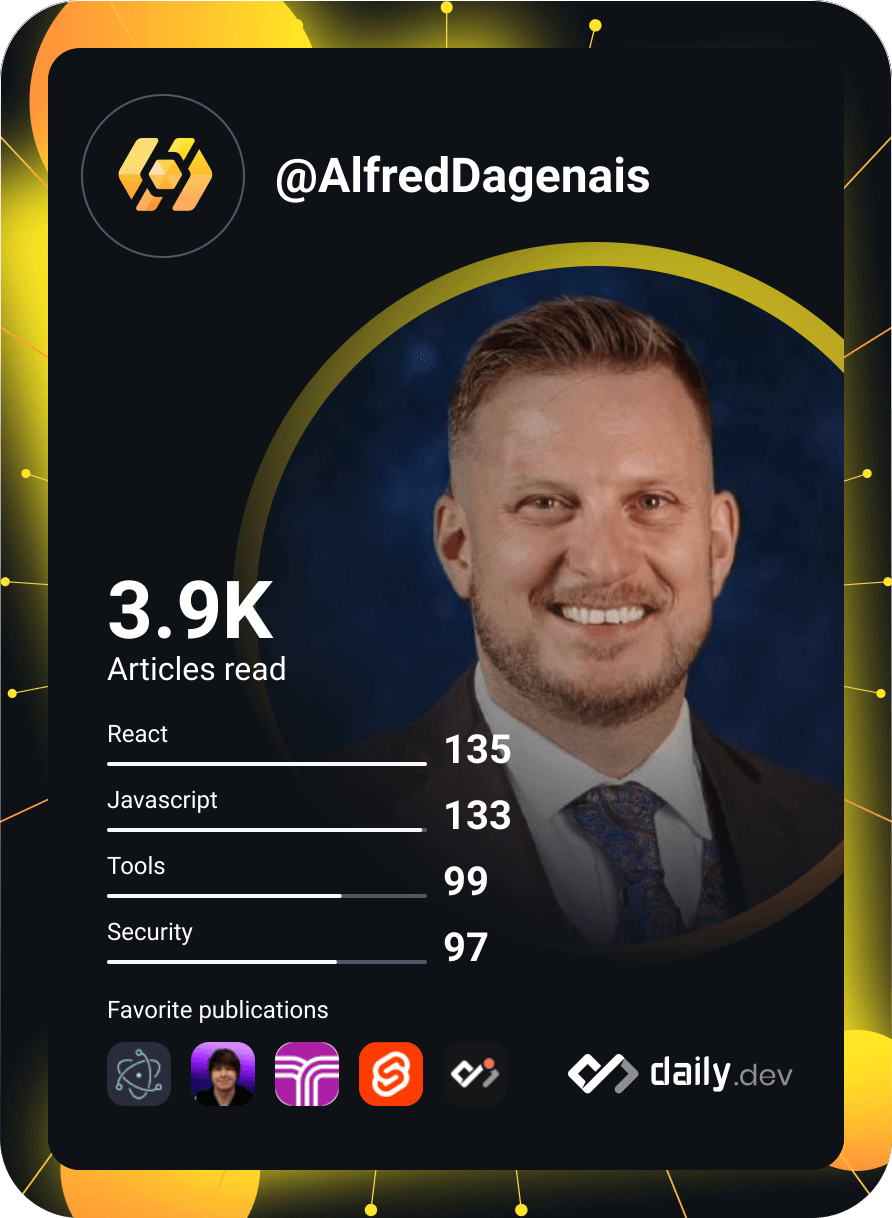 @AlfredDagenais
3.9K
Articles read
React
135
Javascript
133
Tools
99
Security
97
Favorite publications
daily.dev